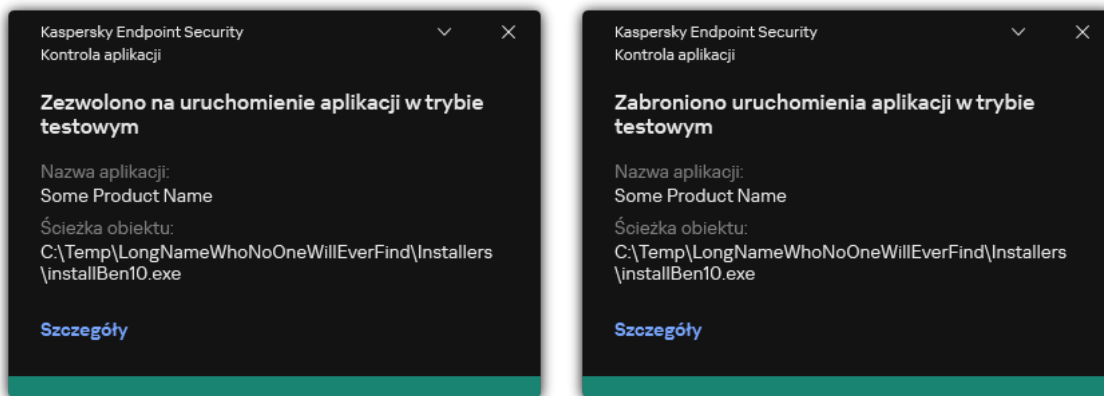 Kaspersky Endpoint Security
Kontrola aplikacji
Zezwolono na uruchomienie aplikacji w trybie
testowym
Nazwa aplikacji:
Some Product Name
Ścieżka obiektu:
C:\Temp\LongNameWhoNoOneWillEverFind\Installers
\installBen10.exe
Szczegóły
Kaspersky Endpoint Security
Kontrola aplikacji
Zabroniono uruchomienia aplikacji w trybie
testowym
Nazwa aplikacji:
Some Product Name
Ścieżka obiektu:
C:\Temp\LongNameWhoNoOneWillEverFind\Installers
\installBen10.exe
Szczegóły